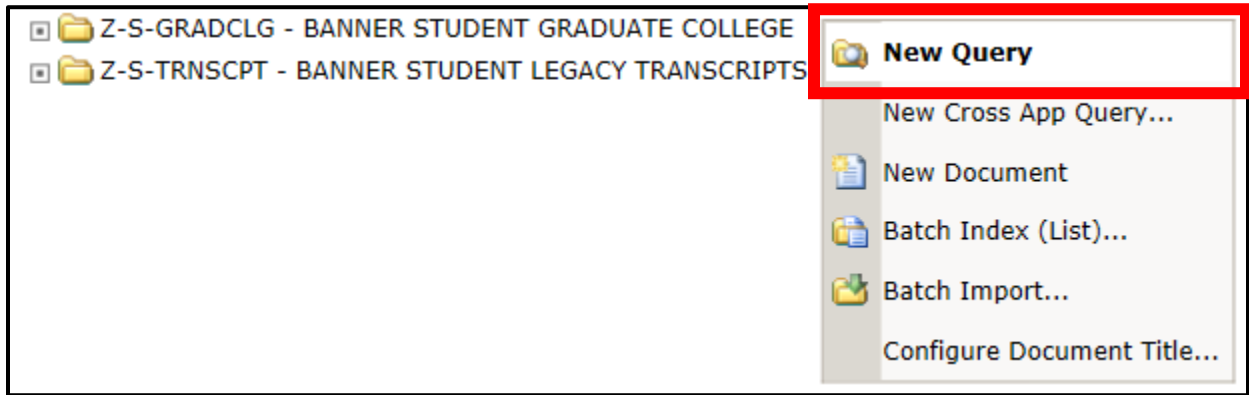 Z-S-GRADCLG - BANNER STUDENT GRADUATE COLLEGE
Z-S-TRNSCPT - BANNER STUDENT LEGACY TRANSCRIPTS
New Query
New Cross App Query...
New Document
Batch Index (List)...
Batch Import...
Configure Document Title...